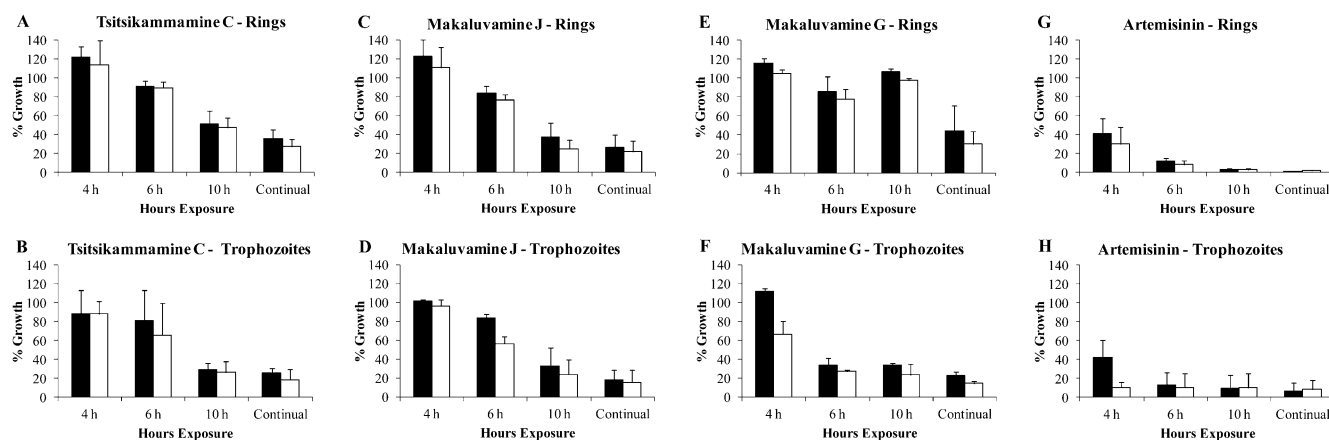 A
Tsitsikammamine C - Rings
140
120
100
80
60
40
20
0
% Growth
4 h 6 h 10 h Continual
Hours Exposure
C
Makaluvamine J - Rings
140
120
100
80
60
40
20
0
% Growth
4 h 6 h 10 h Continual
Hours Exposure
E
Makaluvamine G - Rings
140
120
100
80
60
40
20
0
% Growth
4 h 6 h 10 h Continual
Hours Exposure
G
Artemisinin - Rings
140
120
100
80
60
40
20
0
% Growth
4 h 6 h 10 h Continual
Hours Exposure
B
Tsitsikammamine C - Trophozoites
140
120
100
80
60
40
20
0
% Growth
4 h 6 h 10 h Continual
Hours Exposure
D
Makaluvamine J - Trophozoites
140
120
100
80
60
40
20
0
% Growth
4 h 6 h 10 h Continual
Hours Exposure
F
Makaluvamine G - Trophozoites
140
120
100
80
60
40
20
0
% Growth
4 h 6 h 10 h Continual
Hours Exposure
H
Artemisinin - Trophozoites
140
120
100
80
60
40
20
0
% Growth
4 h 6 h 10 h Continual
Hours Exposure